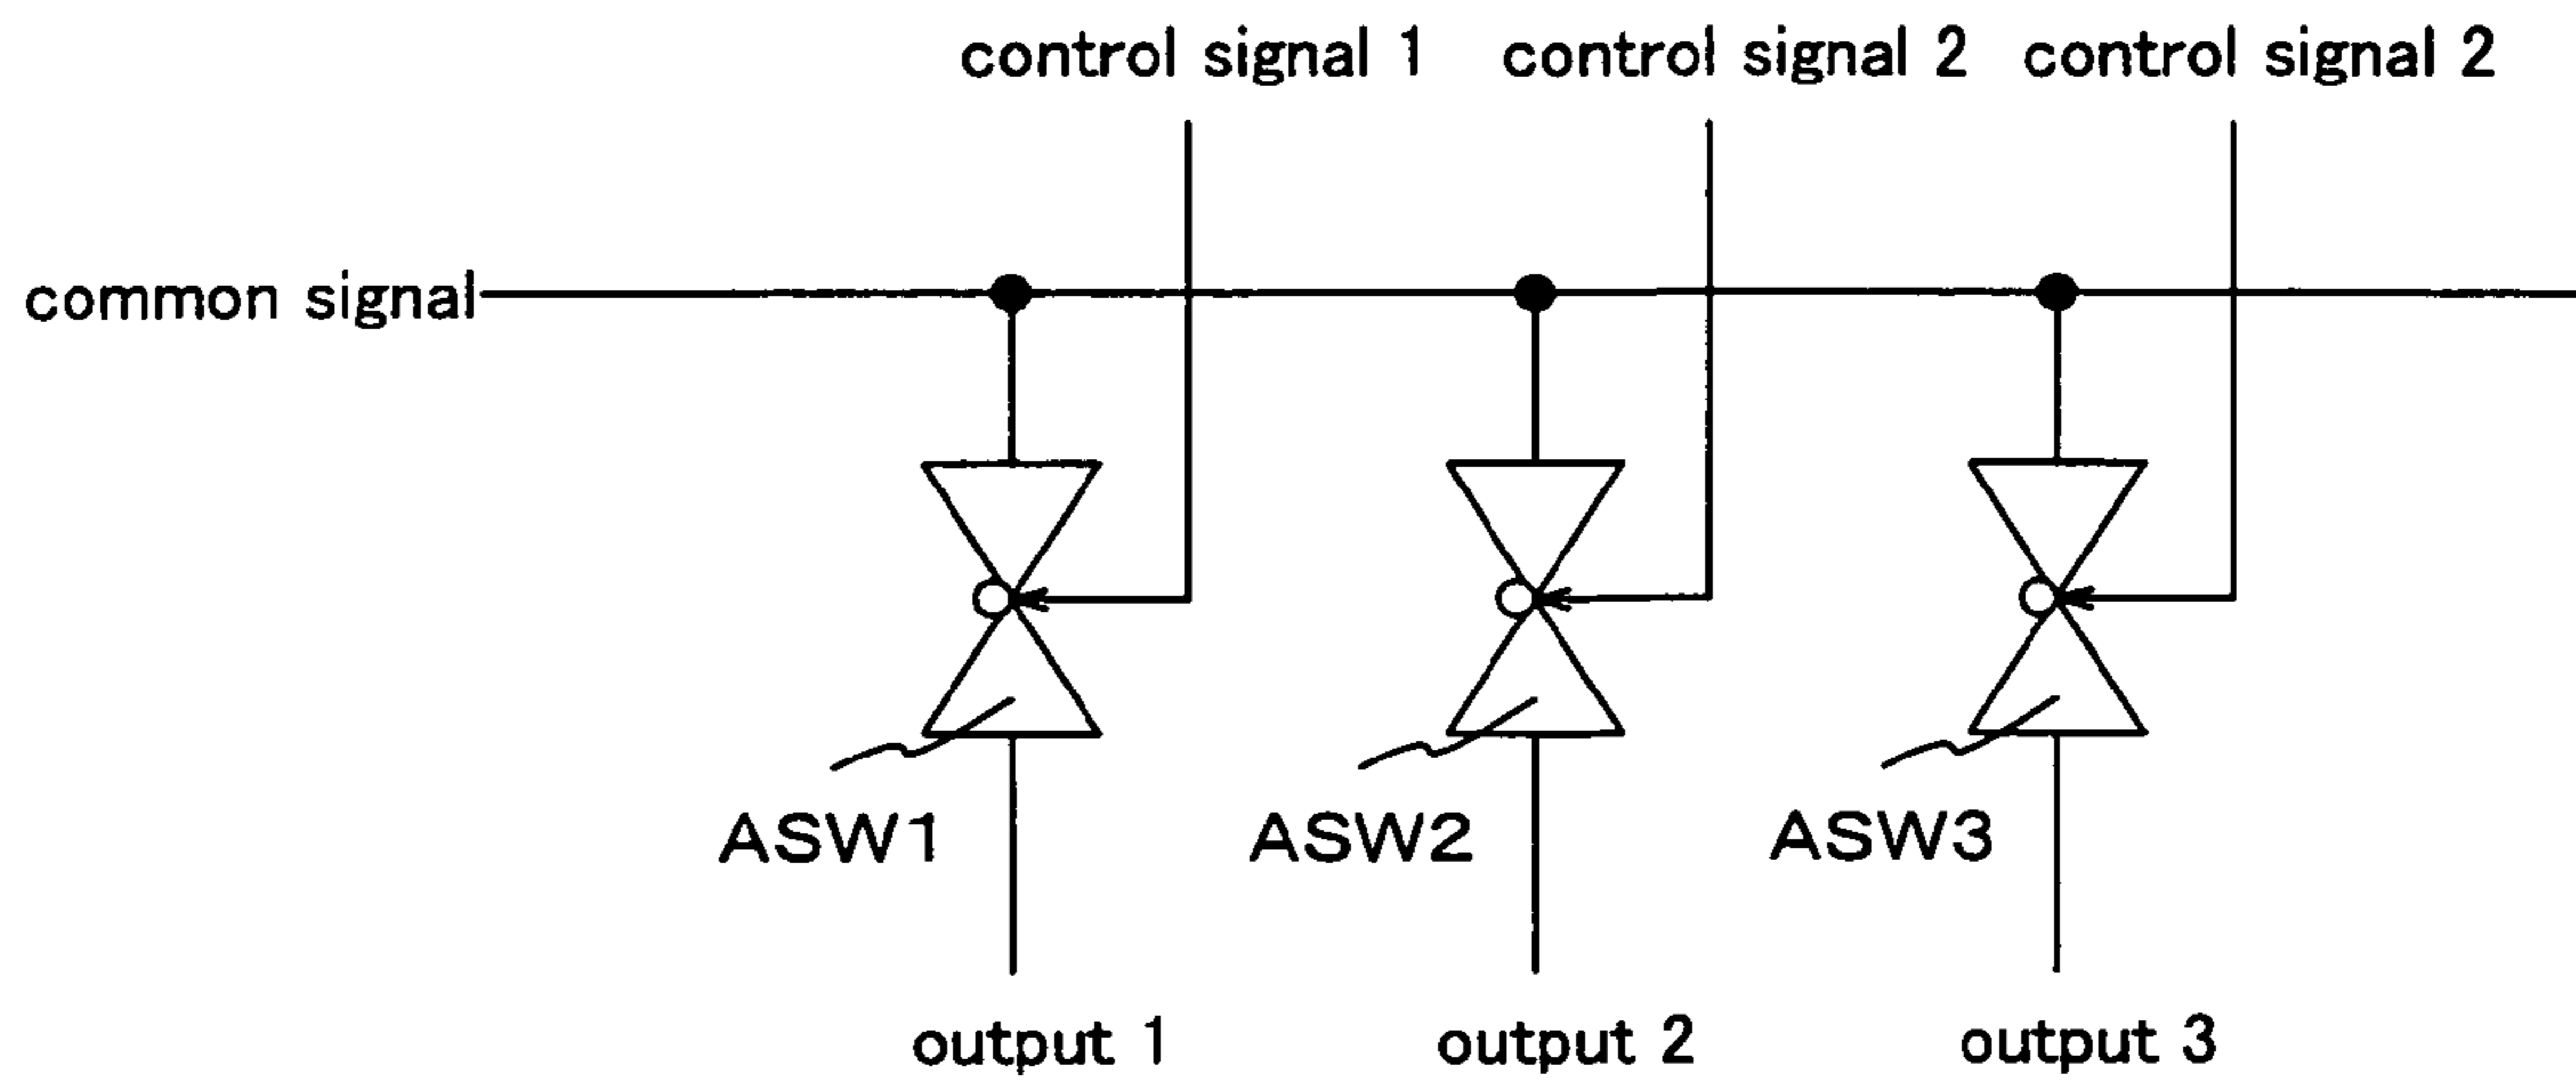 control signal 1 control signal 2 control signal 2
common signal
ASW1 ASW2 ASW3
output 1 output 2 output 3